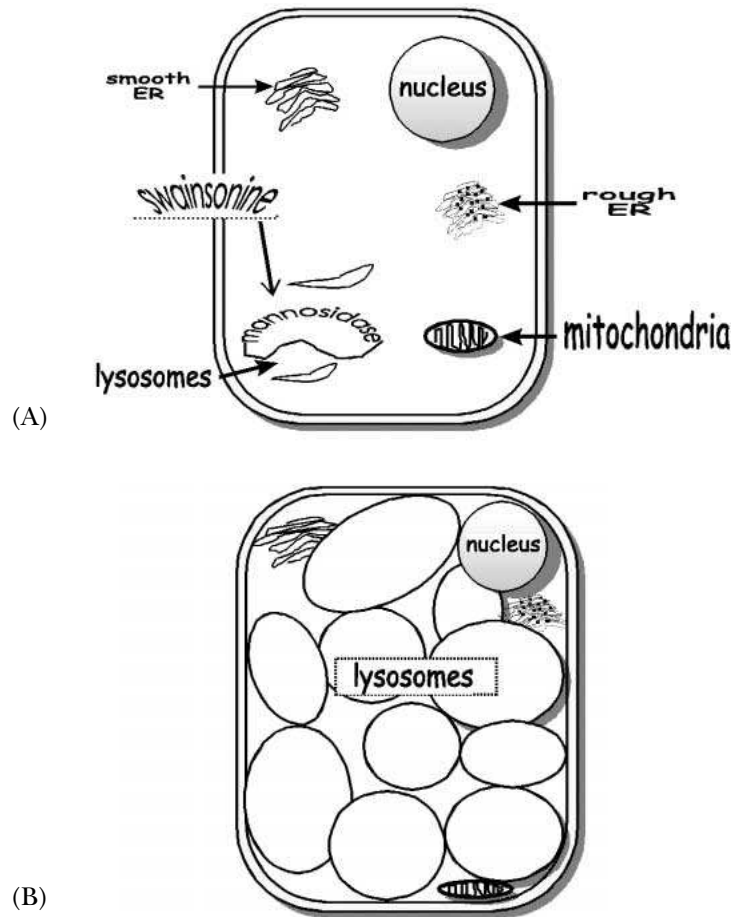 smooth
ER
nucleus
swainsonine
rough
ER
mannosidase
mitochondria
lysosomes
(A)
nucleus
lysosomes
(B)